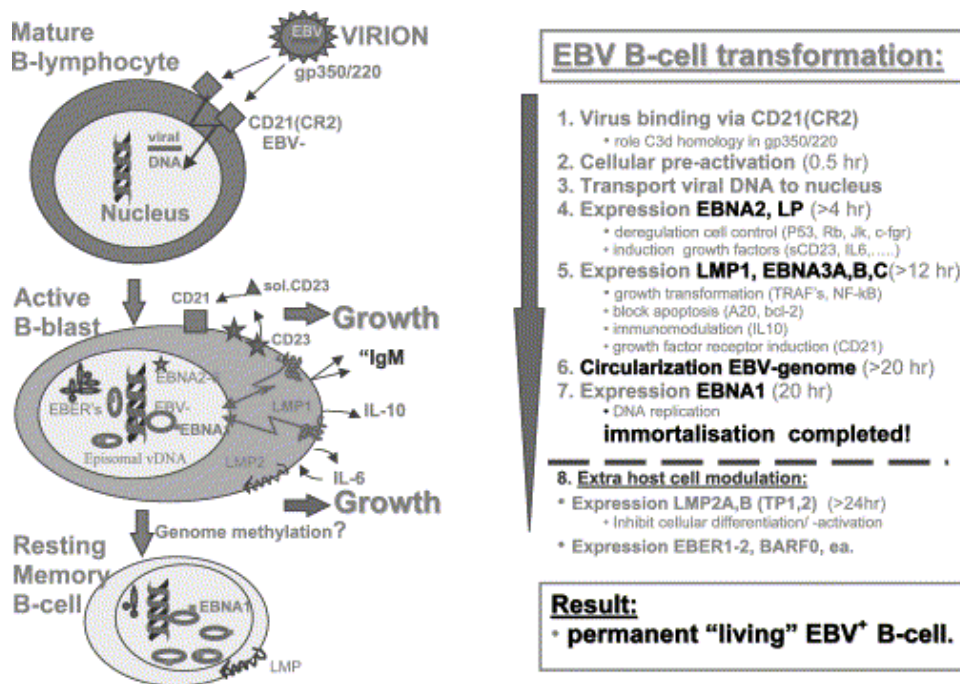 Mature
B-lymphocyte
EBV
VIRION
gp350/220
CD21(CR2)
EBV-
viral
DNA
Nucleus
Active
B-blast
CD21
sol.CD23
Growth
CD23
"IgM
EBNA2-6
EBER's
EBV-
EBNA1
LMP1
IL-10
Episomal vDNA
LMP2
IL-6
Growth
Genome methylation?
Resting
Memory
B-cell
EBNA1
LMP
EBV B-cell transformation:
1. Virus binding via CD21(CR2)
• role C3d homology in gp350/220
2. Cellular pre-activation (0.5 hr)
3. Transport viral DNA to nucleus
4. Expression EBNA2, LP (>4 hr)
• deregulation cell control (P53, Rb, Jk, c-fgr)
• induction growth factors (sCD23, IL6,.....)
5. Expression LMP1, EBNA3A,B,C(>12 hr)
• growth transformation (TRAF's, NF-kB)
• block apoptosis (A20, bcl-2)
• immunomodulation (IL10)
• growth factor receptor induction (CD21)
6. Circularization EBV-genome (>20 hr)
7. Expression EBNA1 (20 hr)
• DNA replication
immortalisation completed!
8. Extra host cell modulation:
• Expression LMP2A,B (TP1,2) (>24hr)
• Inhibit cellular differentiation/ -activation
• Expression EBER1-2, BARF0, ea.
Result:
• permanent "living" EBV+ B-cell.